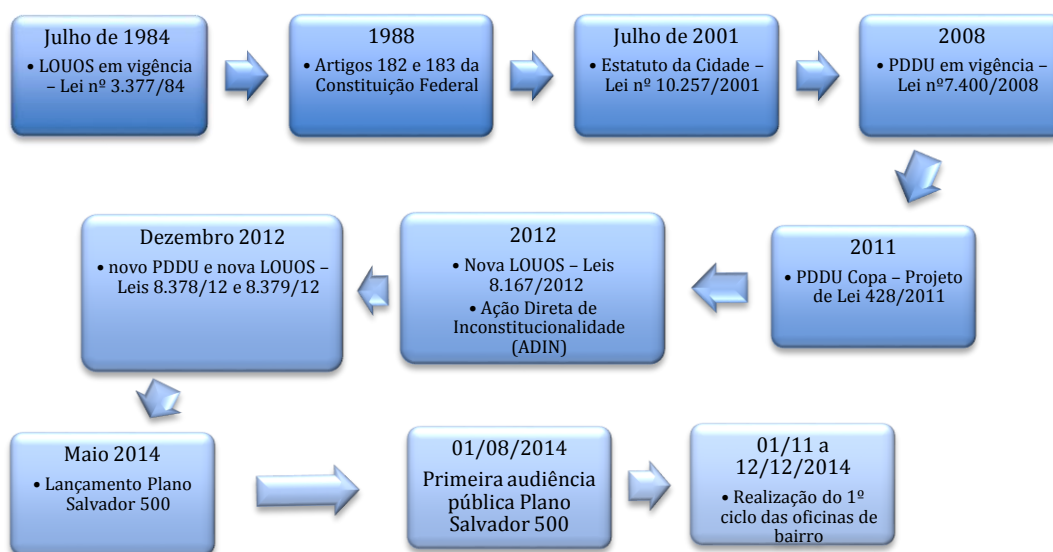 Julho de 1984
• LOUOS em vigência
– Lei nº 3.377/84
1988
• Artigos 182 e 183 da
Constituição Federal
Julho de 2001
• Estatuto da Cidade –
Lei nº 10.257/2001
2008
• PDDU em vigência –
Lei nº7.400/2008
2011
• PDDU Copa – Projeto
de Lei 428/2011
2012
• Nova LOUOS – Leis
8.167/2012
• Ação Direta de
Inconstitucionalidade
(ADIN)
Dezembro 2012
• novo PDDU e nova LOUOS –
Leis 8.378/12 e 8.379/12
Maio 2014
• Lançamento Plano
Salvador 500
01/08/2014
Primeira audiência
pública Plano
Salvador 500
01/11 a
12/12/2014
• Realização do 1º
ciclo das oficinas de
bairro